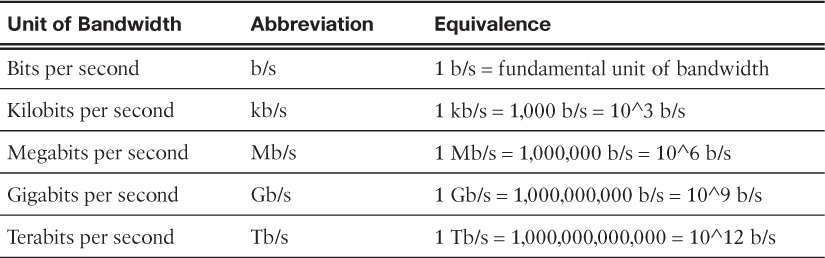 Unit of Bandwidth Abbreviation Equivalence
Bits per second b/s 1 b/s = fundamental unit of bandwidth
Kilobits per second kb/s 1 kb/s = 1,000 b/s = 10^3 b/s
Megabits per second Mb/s 1 Mb/s = 1,000,000 b/s = 10^6 b/s
Gigabits per second Gb/s 1 Gb/s = 1,000,000,000 b/s = 10^9 b/s
Terabits per second Tb/s 1 Tb/s = 1,000,000,000,000 = 10^12 b/s